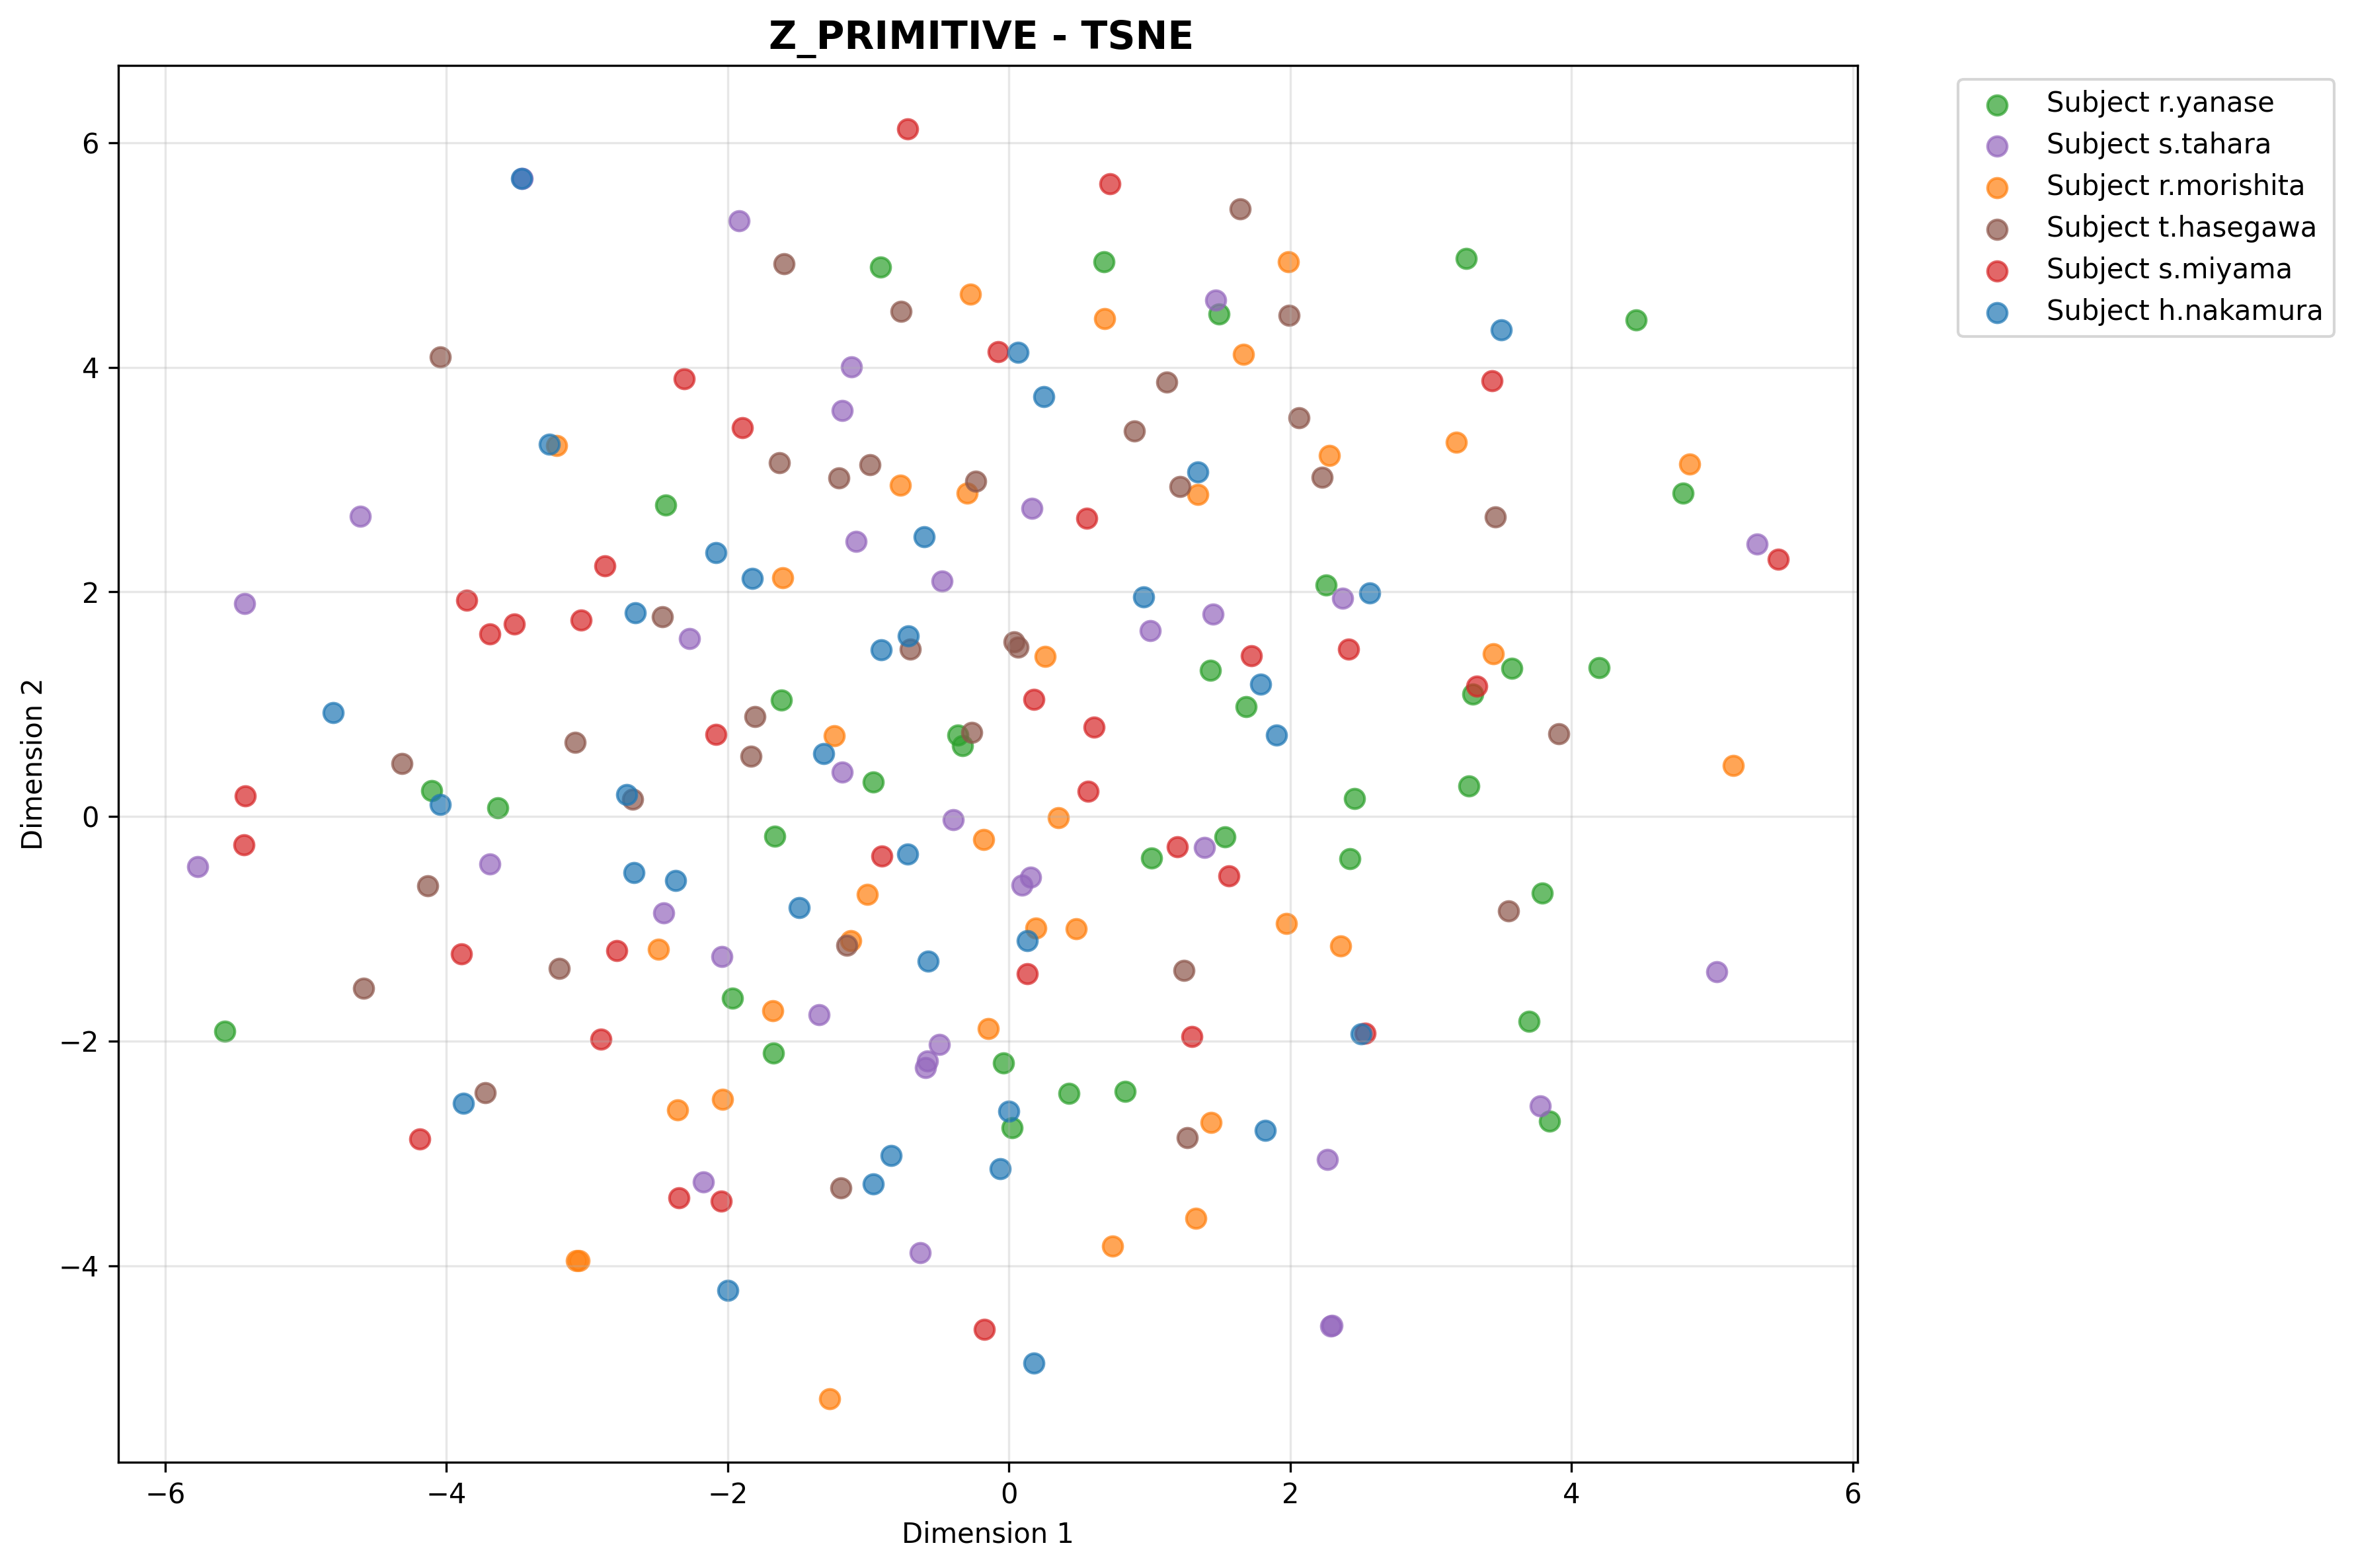 Z_PRIMITIVE - TSNE
Subject r.yanase
Subject s.tahara
Subject r.morishita
Subject t.hasegawa
Subject s.miyama
Subject h.nakamura
6
4
2
0
−2
−4
Dimension 2
−6
−4
−2
0
2
4
6
Dimension 1